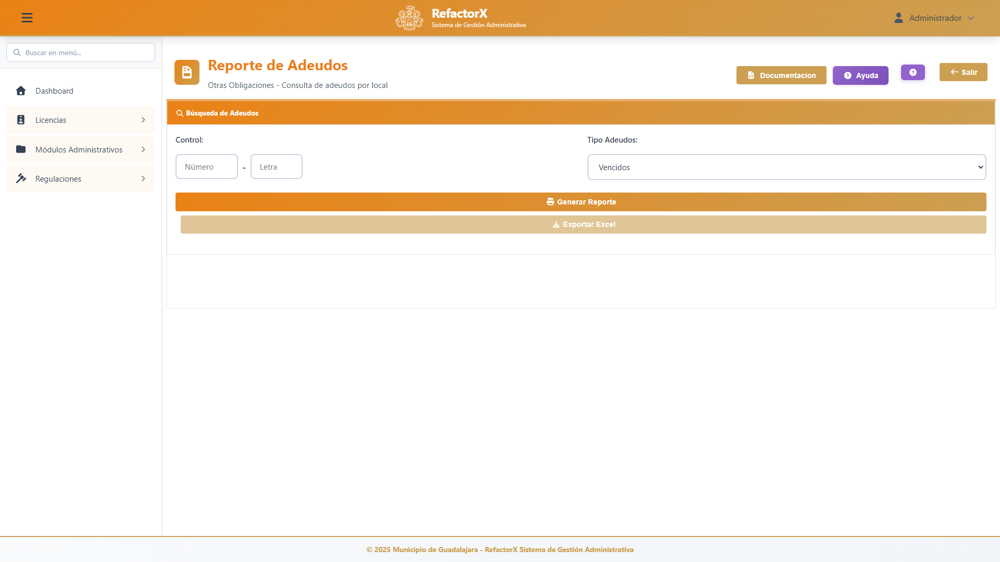 RefactorX
Sistema de Gestión Administrativa
Administrador
Buscar en menú...
Dashboard
Licencias
Módulos Administrativos
Regulaciones
Reporte de Adeudos
Otras Obligaciones - Consulta de adeudos por local
Documentacion
Ayuda
Salir
Búsqueda de Adeudos
Control:
Tipo Adeudos:
Número - Letra
Vencidos
Generar Reporte
Exportar Excel
© 2025 Municipio de Guadalajara - RefactorX Sistema de Gestión Administrativa